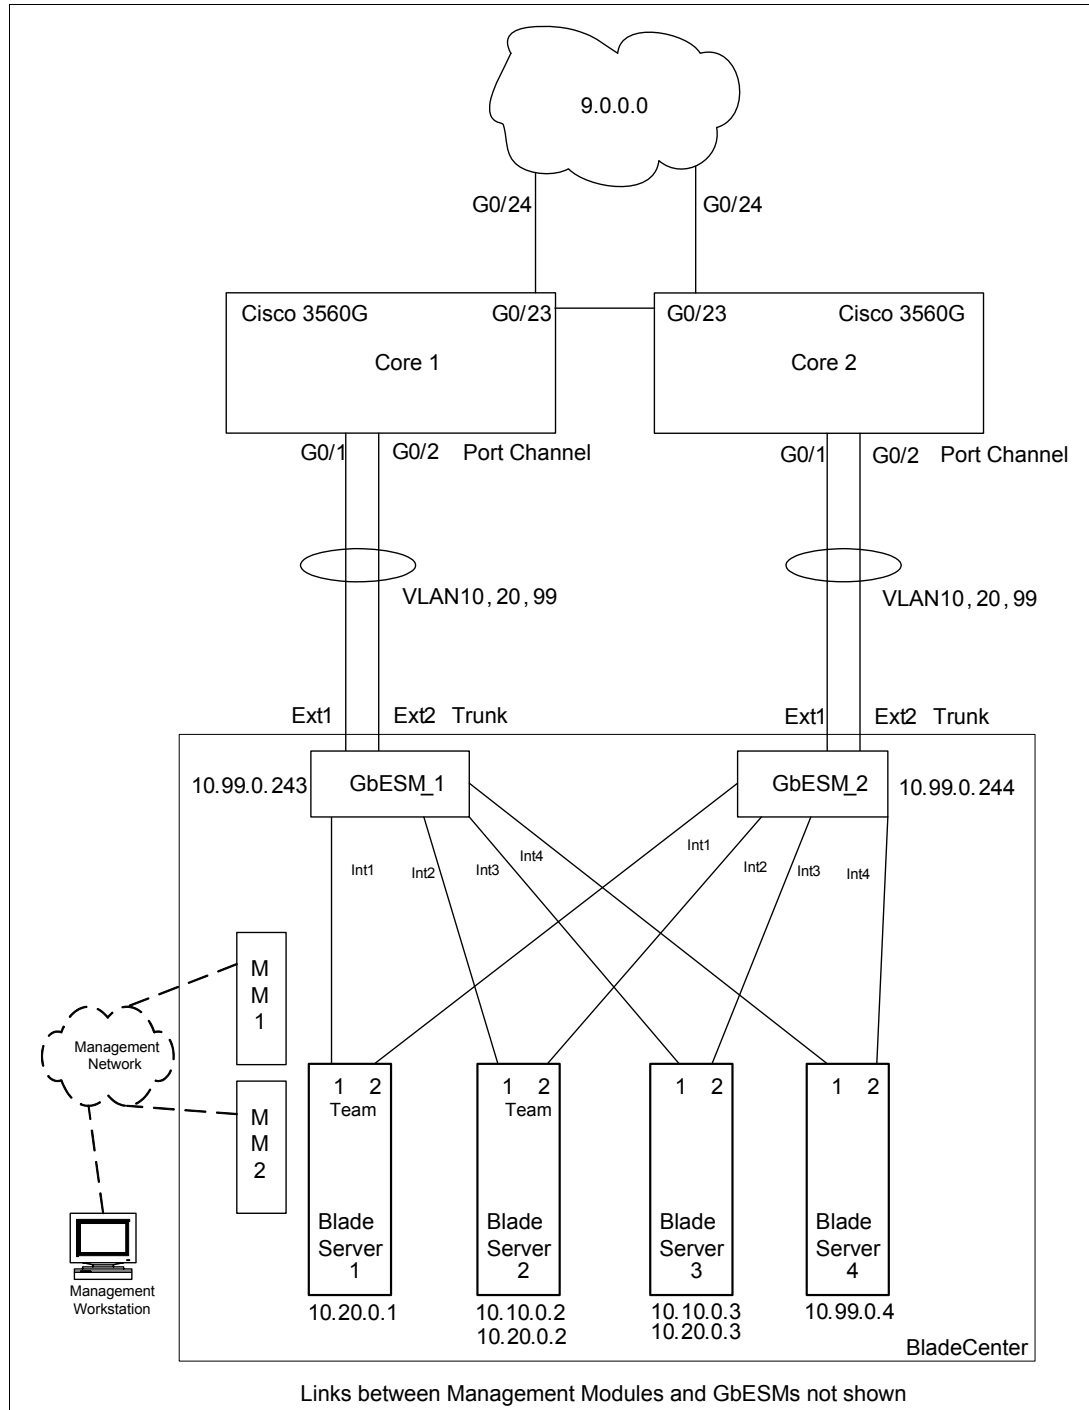 9.0.0.0
G0/24
G0/24
Cisco 3560G
G0/23
G0/23
Cisco 3560G
Core 1
Core 2
G0/1
G0/2
Port Channel
G0/1
G0/2
Port Channel
VLAN10, 20, 99
VLAN10, 20, 99
Ext1
Ext2
Trunk
Ext1
Ext2
Trunk
10.99.0.243
GbESM_1
GbESM_2
10.99.0.244
Int1
Int2
Int3
Int4
Int1
Int2
Int3
Int4
M
M
1
Management
Network
M
M
2
Management
Workstation
1 2
Team
1 2
Team
1 2
1 2
Blade
Server
1
Blade
Server
2
Blade
Server
3
Blade
Server
4
10.20.0.1
10.10.0.2
10.20.0.2
10.10.0.3
10.20.0.3
10.99.0.4
BladeCenter
Links between Management Modules and GbESMs not shown